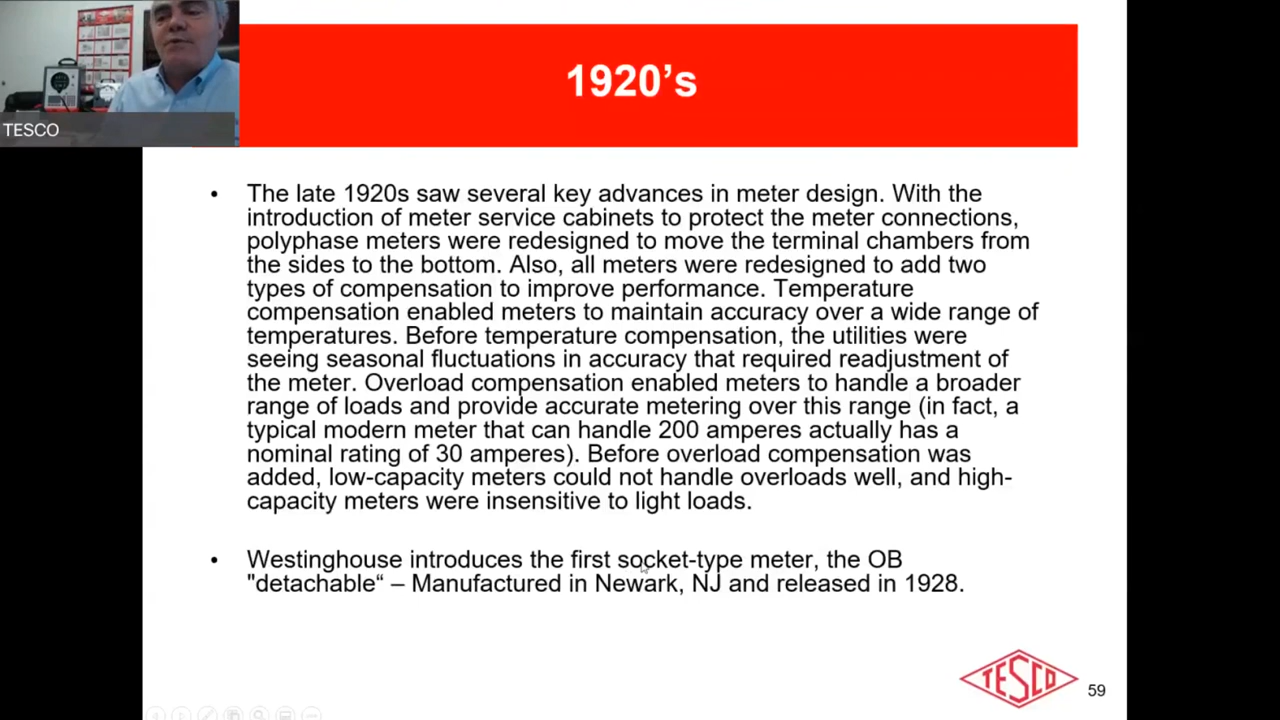 TESCO
1920’s
• The late 1920s saw several key advances in meter design. With the
introduction of meter service cabinets to protect the meter connections,
polyphase meters were redesigned to move the terminal chambers from
the sides to the bottom. Also, all meters were redesigned to add two
types of compensation to improve performance. Temperature
compensation enabled meters to maintain accuracy over a wide range of
temperatures. Before temperature compensation, the utilities were
seeing seasonal fluctuations in accuracy that required readjustment of
the meter. Overload compensation enabled meters to handle a broader
range of loads and provide accurate metering over this range (in fact, a
typical modern meter that can handle 200 amperes actually has a
nominal rating of 30 amperes). Before overload compensation was
added, low-capacity meters could not handle overloads well, and high-
capacity meters were insensitive to light loads.
• Westinghouse introduces the first socket-type meter, the OB
"detachable“ – Manufactured in Newark, NJ and released in 1928.
TESCO
59